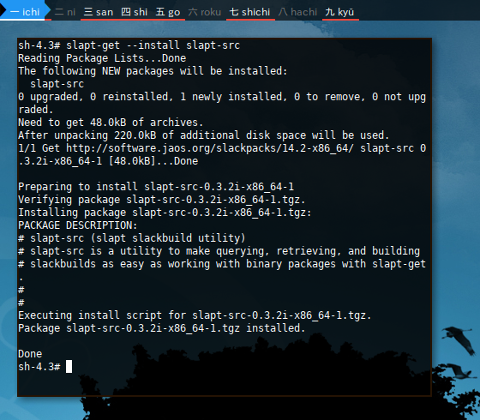 一 ichi 二 ni 三 san 四 shi 五 go 六 roku 七 shichi 八 hachi 九 kyū
sh-4.3# slapt-get --install slapt-src
Reading Package Lists...Done
The following NEW packages will be installed:
  slapt-src
0 upgraded, 0 reinstalled, 1 newly installed, 0 to remove, 0 not upg
raded.
Need to get 48.0kB of archives.
After unpacking 220.0kB of additional disk space will be used.
1/1 Get http://software.jaos.org/slackpacks/14.2-x86_64/ slapt-src 0
.3.2i-x86_64-1 [48.0kB]...Done
Preparing to install slapt-src-0.3.2i-x86_64-1
Verifying package slapt-src-0.3.2i-x86_64-1.tgz.
Installing package slapt-src-0.3.2i-x86_64-1.tgz:
PACKAGE DESCRIPTION:
# slapt-src (slapt slackbuild utility)
# slapt-src is a utility to make querying, retrieving, and building
# slackbuilds as easy as working with binary packages with slapt-get
.
#
#
Executing install script for slapt-src-0.3.2i-x86_64-1.tgz.
Package slapt-src-0.3.2i-x86_64-1.tgz installed.
Done
sh-4.3#